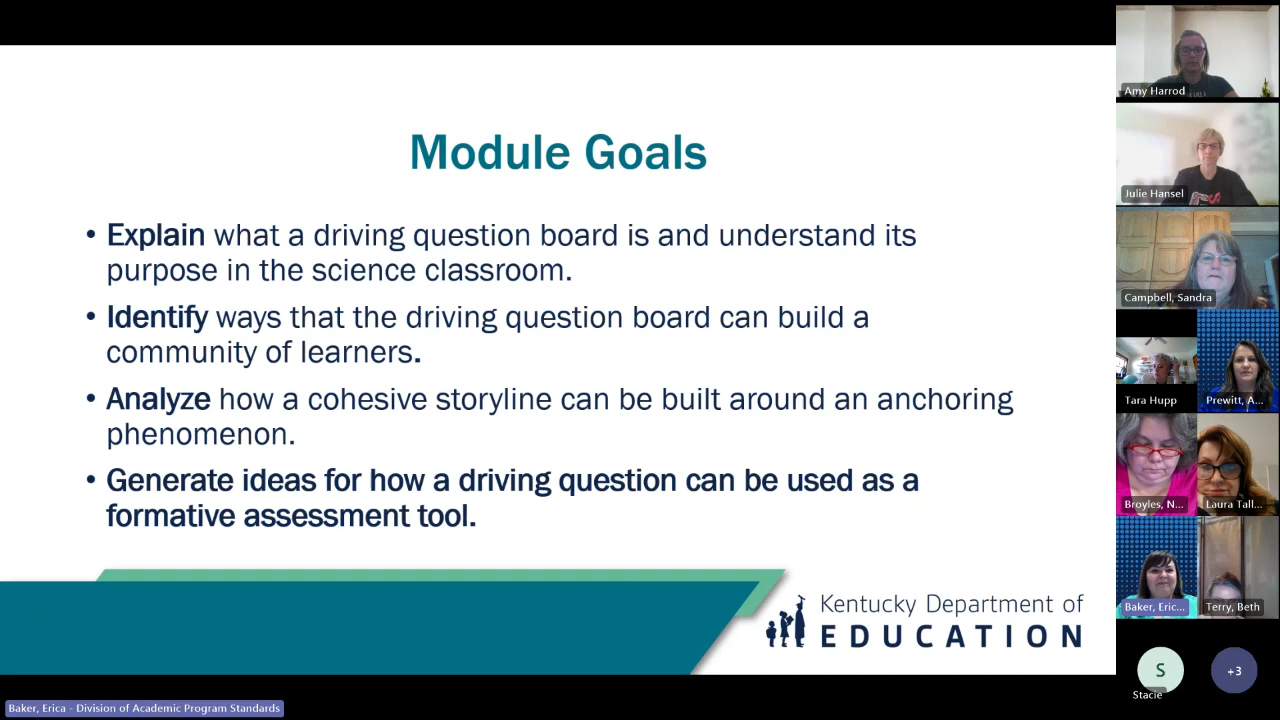 Module Goals
• Explain what a driving question board is and understand its
purpose in the science classroom.
• Identify ways that the driving question board can build a
community of learners.
• Analyze how a cohesive storyline can be built around an anchoring
phenomenon.
• Generate ideas for how a driving question can be used as a
formative assessment tool.
Kentucky Department of
EDUCATION
Baker, Erica - Division of Academic Program Standards
Amy Harrod
Julie Hansel
Campbell, Sandra
Tara Hupp
Prewitt, A...
Broyles, N...
Laura Tall...
Baker, Eric...
Terry, Beth
S
Stacie
+3